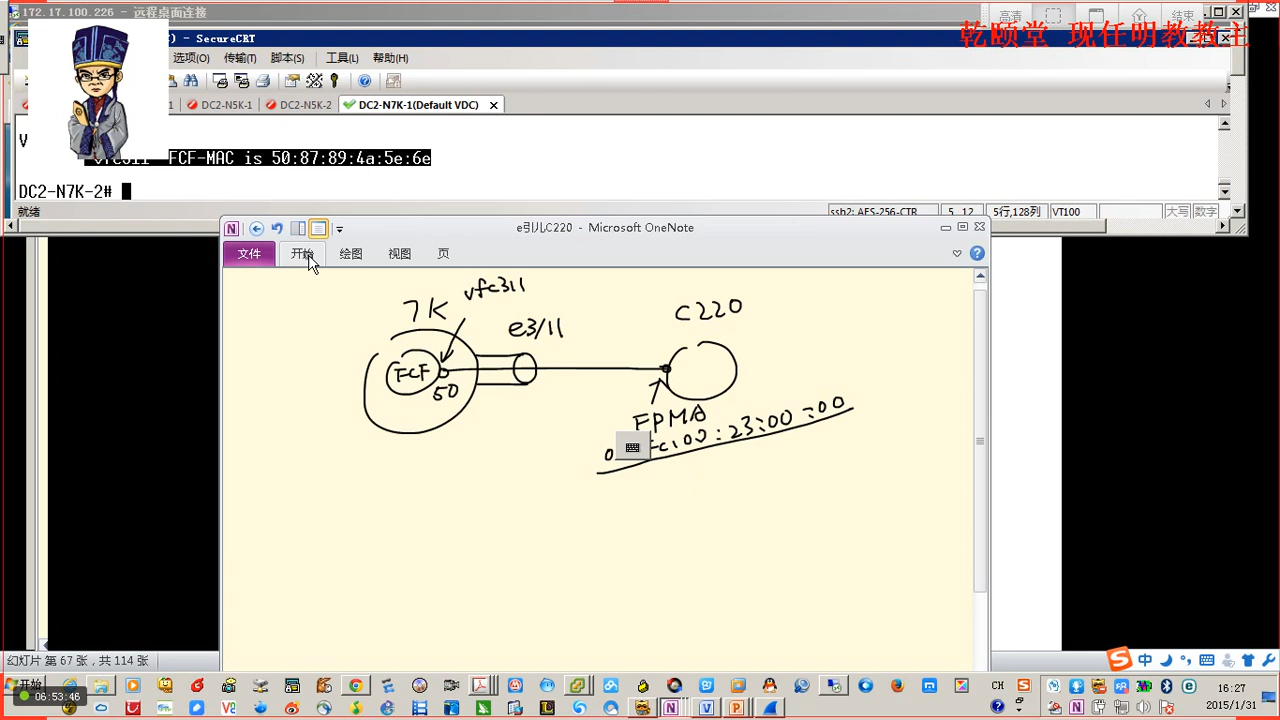 172.17.100.226 - 远程桌面连接
高清
结束
乾颐堂 现任明教教主
- SecureCRT
选项(O) 传输(T) 脚本(S) 工具(L) 帮助(H)
DC2-N5K-1
DC2-N5K-2
DC2-N7K-1(Default VDC)
FCF-MAC is 50:87:89:4a:5e:6e
DC2-N7K-2#
就绪
ssh2: AES-256-CTR
5, 12
5行,128列
VT100
大写 数字
e引儿C220 - Microsoft OneNote
文件 开始 绘图 视图 页
7K
vfc311
e3/11
C220
FCF
50
FPMA
fc:00:23:00:00
幻灯片 第 67 张，共 114 张
中
开始
06:53:46
CH
16:27
2015/1/31